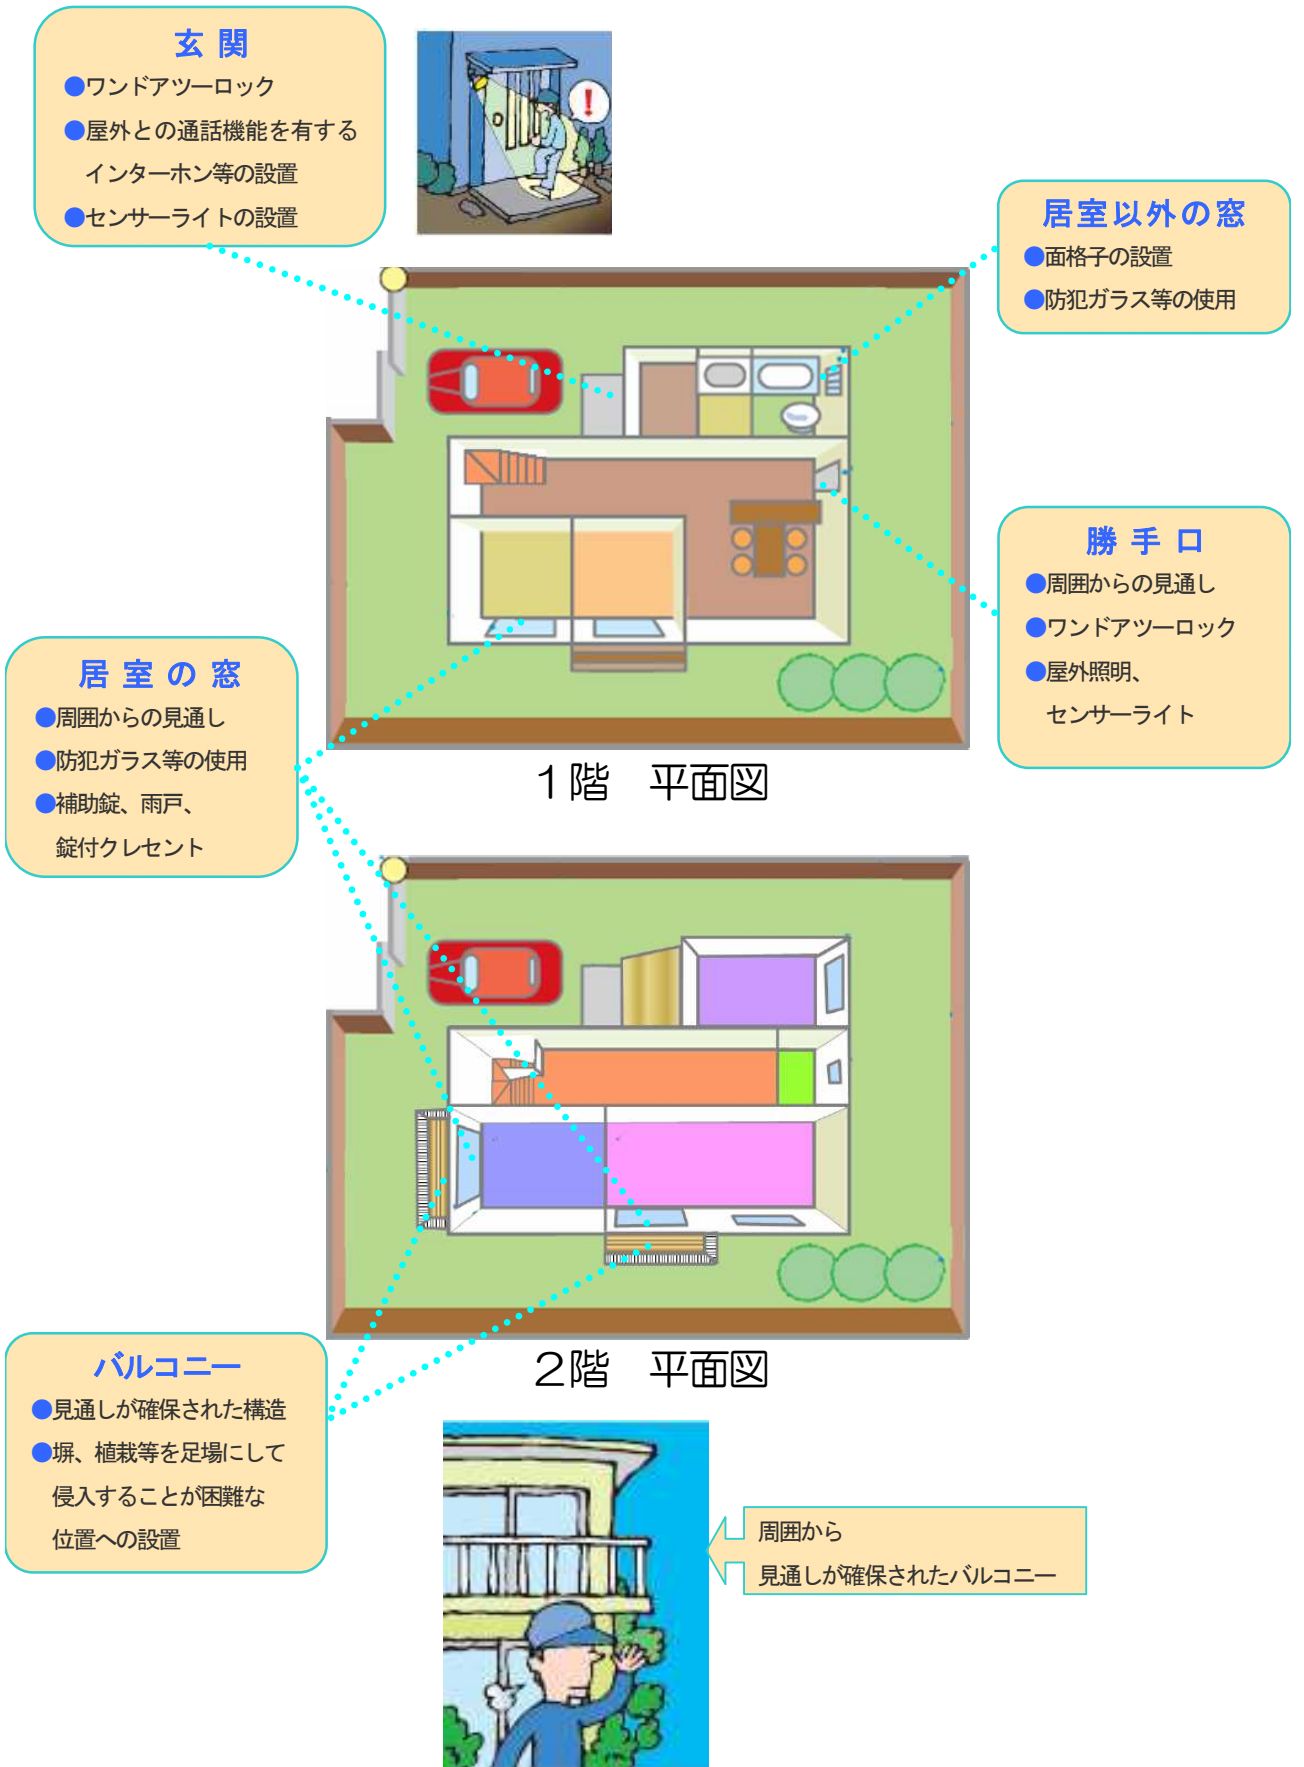 玄関
●ワンドアツーロック
●屋外との通話機能を有する
インターホン等の設置
●センサーライトの設置
!
居室以外の窓
●面格子の設置
●防犯ガラス等の使用
勝手口
●周囲からの見通し
●ワンドアツーロック
●屋外照明、
センサーライト
居室の窓
●周囲からの見通し
●防犯ガラス等の使用
●補助錠、雨戸、
錠付クレセント
1階 平面図
2階 平面図
バルコニー
●見通しが確保された構造
●塀、植栽等を足場にして
侵入することが困難な
位置への設置
周囲から
見通しが確保されたバルコニー